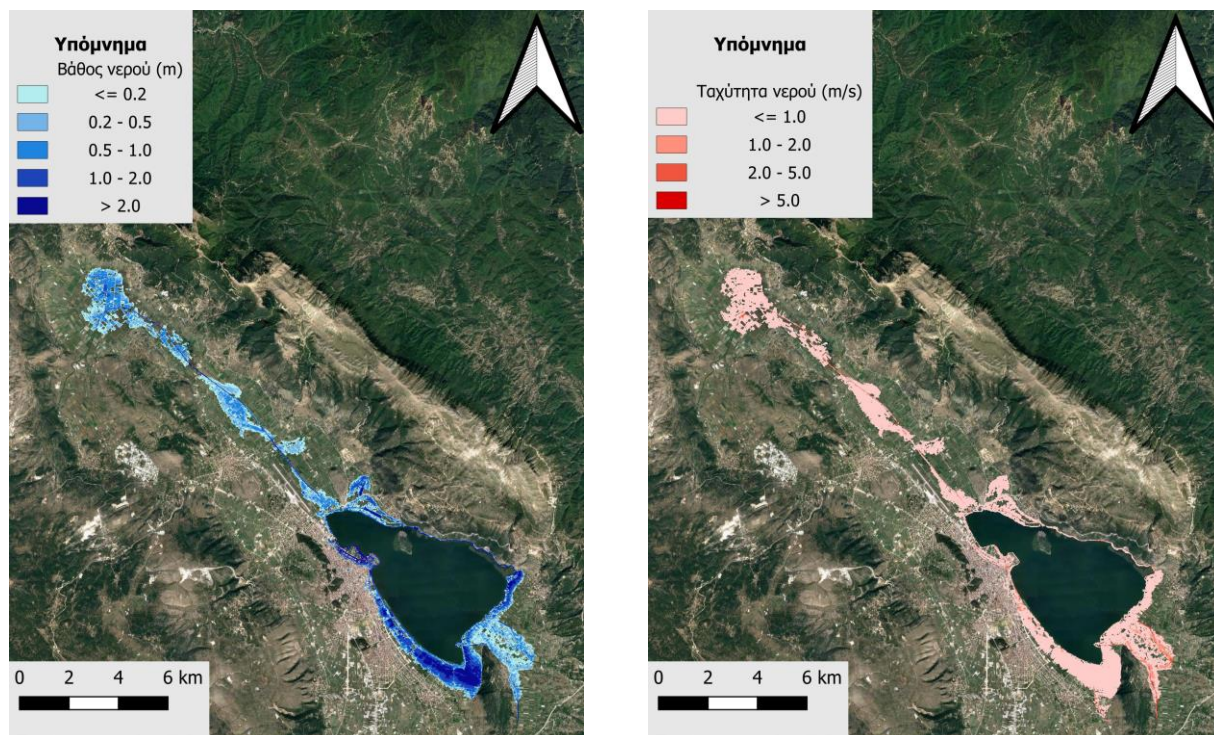 Υπόμνημα
Βάθος νερού (m)
<= 0.2
0.2 - 0.5
0.5 - 1.0
1.0 - 2.0
> 2.0
0 2 4 6 km
Υπόμνημα
Ταχύτητα νερού (m/s)
<= 1.0
1.0 - 2.0
2.0 - 5.0
> 5.0
0 2 4 6 km